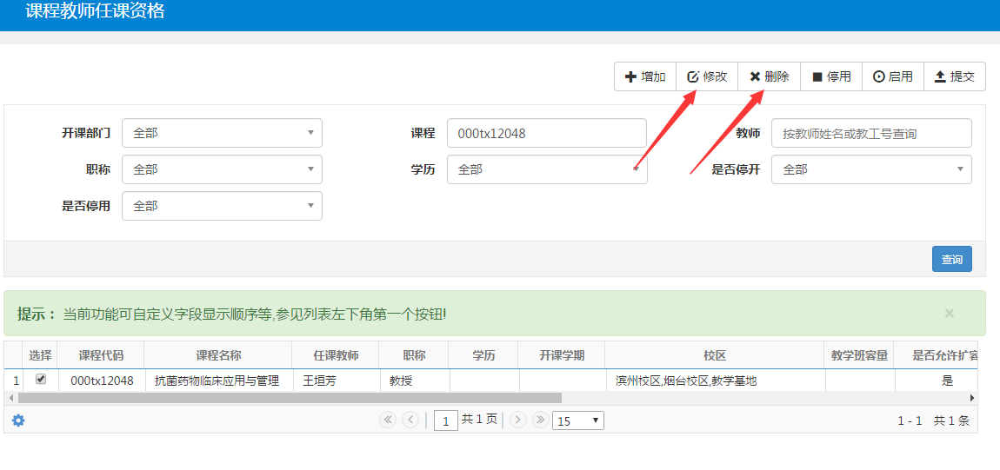 课程教师任课资格
增加 修改 删除 停用 启用 提交
开课部门 全部 课程 000tx12048 教师 按教师姓名或教工号查询
职称 全部 学历 全部 是否停开 全部
是否停用 全部
查询
提示： 当前功能可自定义字段显示顺序等,参见列表左下角第一个按钮! ×
选择 课程代码 课程名称 任课教师 职称 学历 开课学期 校区 教学班容量 是否允许扩容
1 000tx12048 抗菌药物临床应用与管理 王垣芳 教授 滨州校区,烟台校区,教学基地 是
1 共 1 页 15 1 - 1 共 1 条